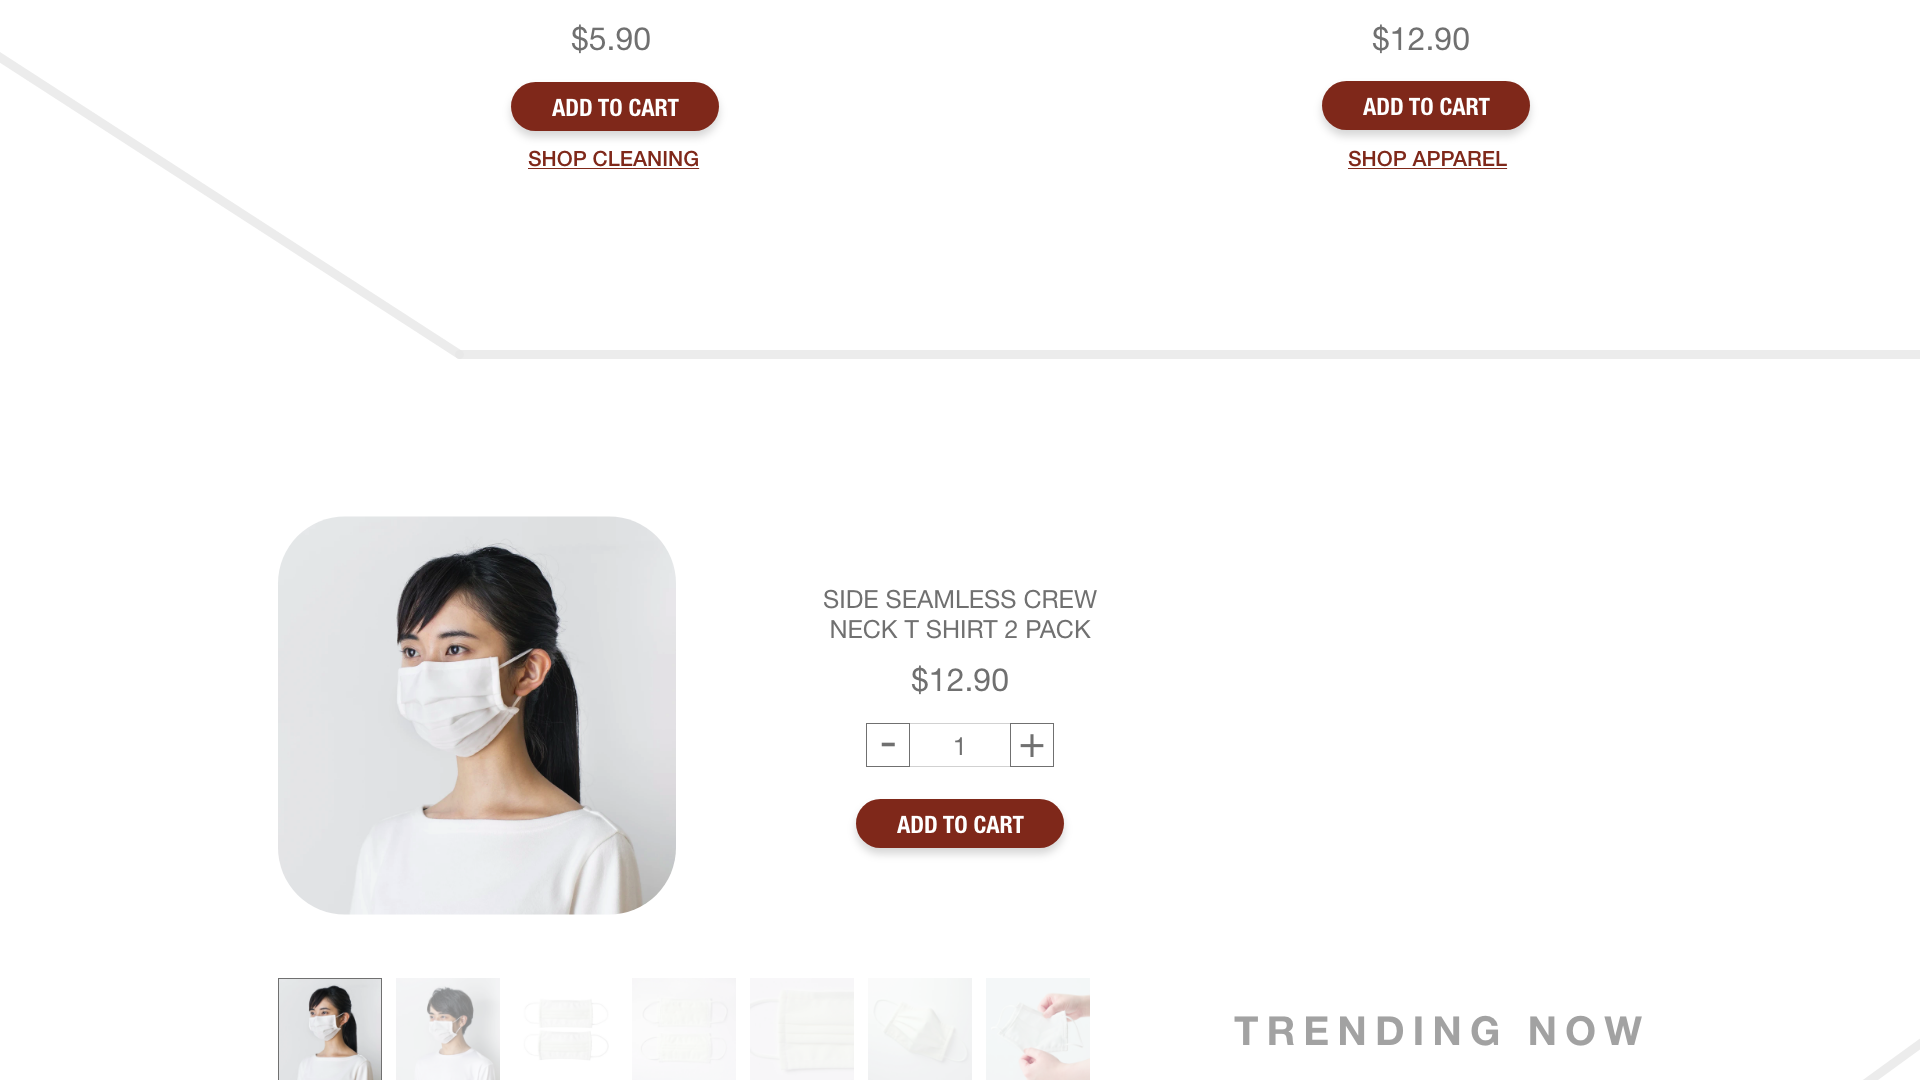 $5.90
$12.90
ADD TO CART
ADD TO CART
SHOP CLEANING
SHOP APPAREL
SIDE SEAMLESS CREW
NECK T SHIRT 2 PACK
$12.90
- 1 +
ADD TO CART
TRENDING NOW